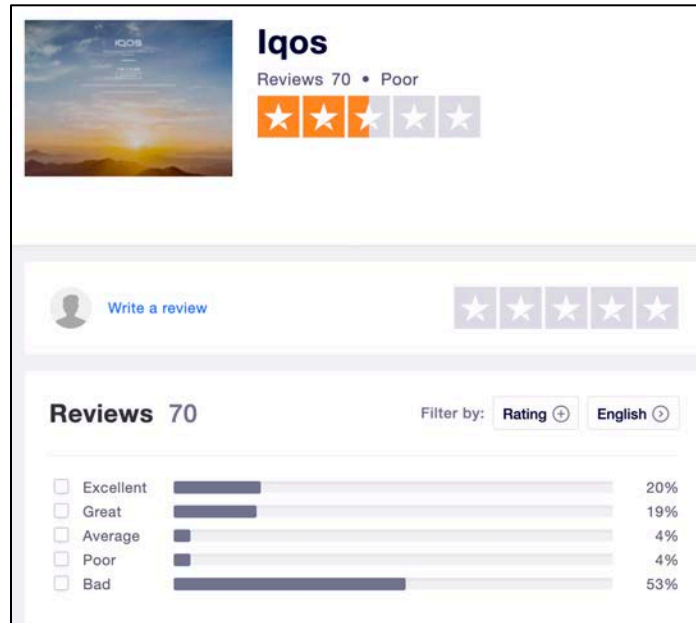 IQOS
Iqos
Reviews 70 • Poor
Write a review
Reviews 70
Filter by: Rating English
Excellent 20%
Great 19%
Average 4%
Poor 4%
Bad 53%